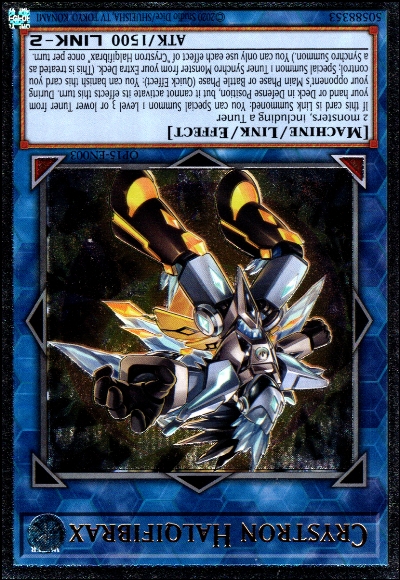 CRYSTRON HALQIFIBRAX
WATER
OP15-EN003
[MACHINE/LINK/EFFECT]
2 monsters, including a Tuner
If this card is Link Summoned: You can Special Summon 1 Level 3 or lower Tuner from
your hand or Deck in Defense Position, but it cannot activate its effects this turn. During
your opponent's Main Phase or Battle Phase (Quick Effect): You can banish this card you
control; Special Summon 1 Tuner Synchro Monster from your Extra Deck. (This is treated
a Synchro Summon.) You can only use each effect of "Crystron Halqifibrax" once per turn.
ATK/1500 LINK-2
50588353
©2020 Studio Dice/SHUEISHA, TV TOKYO, KONAMI